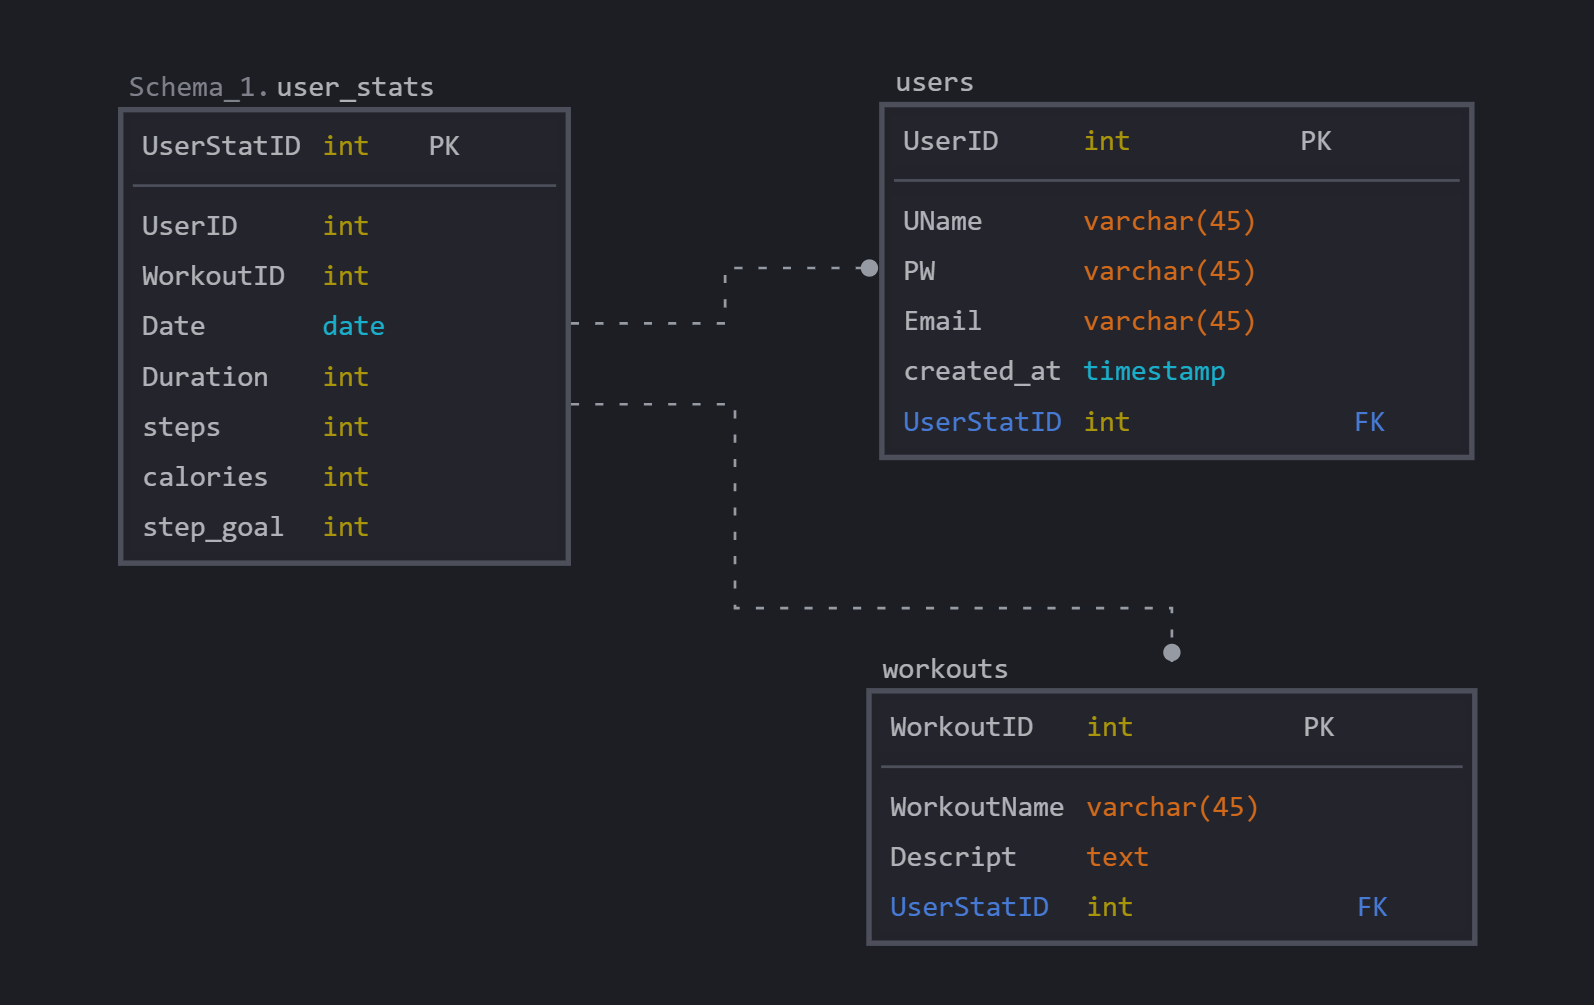 Schema_1.user_stats
UserStatID int PK
UserID int
WorkoutID int
Date date
Duration int
steps int
calories int
step_goal int
users
UserID int PK
UName varchar(45)
PW varchar(45)
Email varchar(45)
created_at timestamp
UserStatID int FK
workouts
WorkoutID int PK
WorkoutName varchar(45)
Descript text
UserStatID int FK